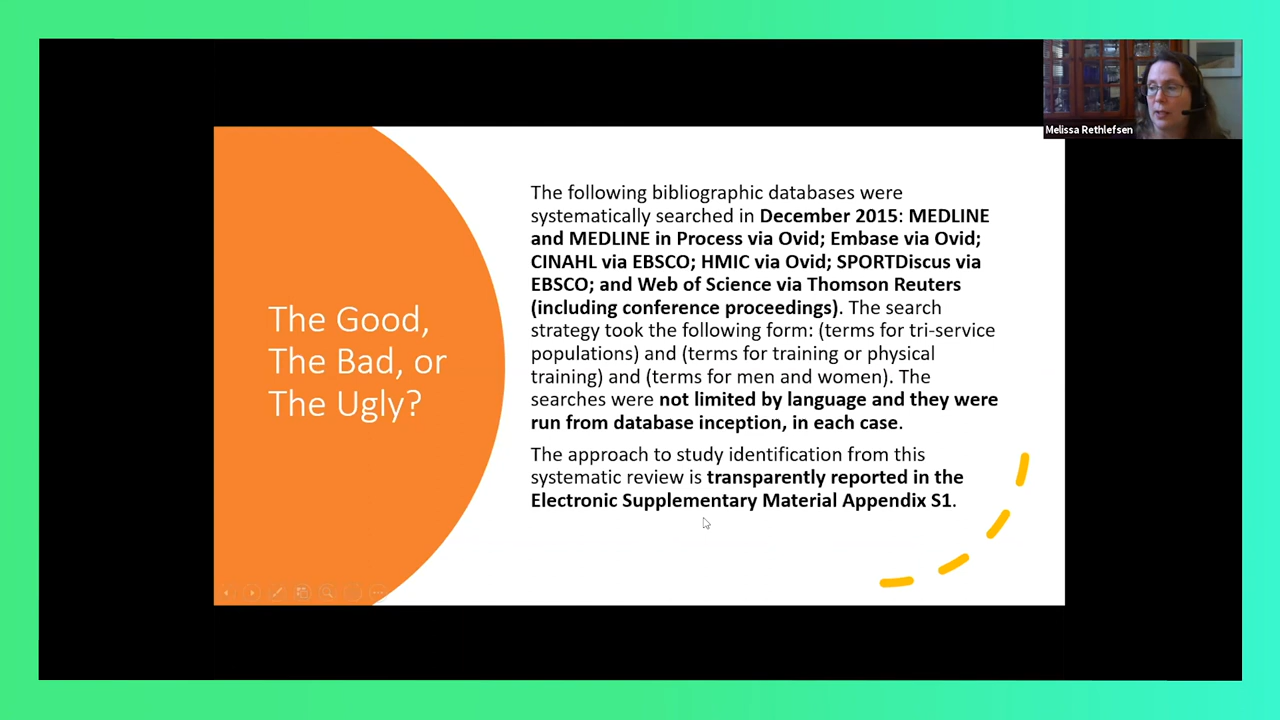 Melissa Rethlefsen
The Good,
The Bad, or
The Ugly?
The following bibliographic databases were
systematically searched in December 2015: MEDLINE
and MEDLINE in Process via Ovid; Embase via Ovid;
CINAHL via EBSCO; HMIC via Ovid; SPORTDiscus via
EBSCO; and Web of Science via Thomson Reuters
(including conference proceedings). The search
strategy took the following form: (terms for tri-service
populations) and (terms for training or physical
training) and (terms for men and women). The
searches were not limited by language and they were
run from database inception, in each case.
The approach to study identification from this
systematic review is transparently reported in the
Electronic Supplementary Material Appendix S1.